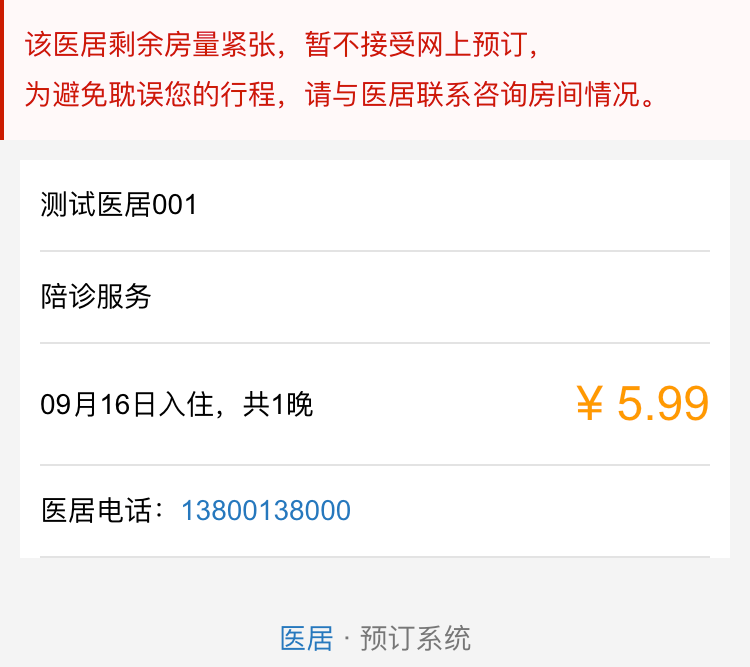 该医居剩余房量紧张，暂不接受网上预订，
为避免耽误您的行程，请与医居联系咨询房间情况。
测试医居001
陪诊服务
09月16日入住，共1晚 ¥ 5.99
医居电话：13800138000
医居 · 预订系统